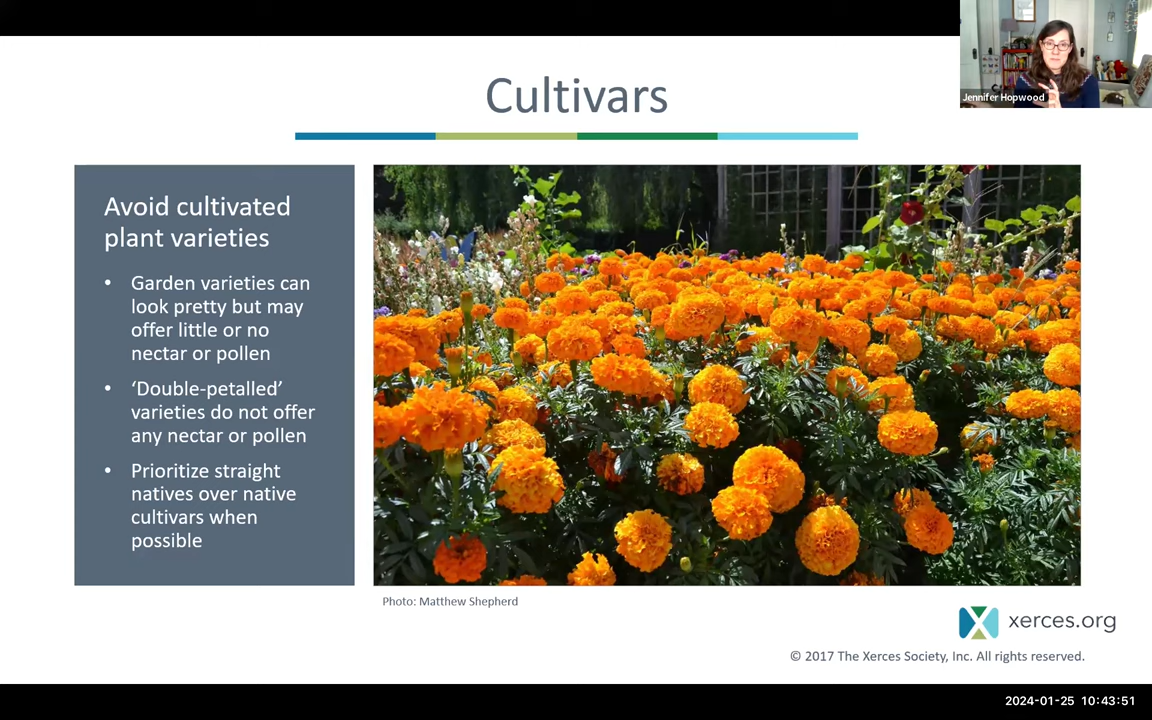 Cultivars
Jennifer Hopwood
Avoid cultivated
plant varieties
• Garden varieties can
look pretty but may
offer little or no
nectar or pollen
• ‘Double-petalled’
varieties do not offer
any nectar or pollen
• Prioritize straight
natives over native
cultivars when
possible
Photo: Matthew Shepherd
xerces.org
© 2017 The Xerces Society, Inc. All rights reserved.
2024-01-25 10:43:51